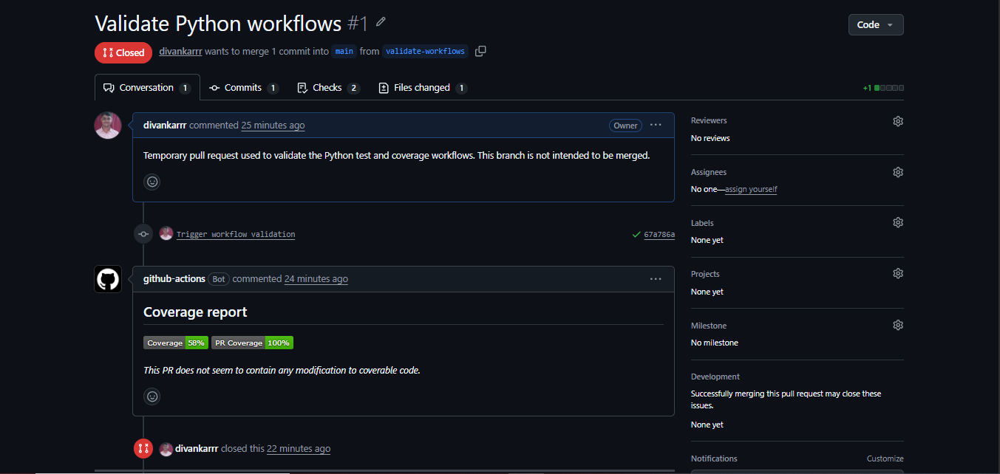 Validate Python workflows #1
Code
Closed
divankarrr wants to merge 1 commit into main from validate-workflows
Conversation 1
Commits 1
Checks 2
Files changed 1
+1
divankarrr commented 25 minutes ago
Owner
Temporary pull request used to validate the Python test and coverage workflows. This branch is not intended to be merged.
Trigger workflow validation
67a786a
github-actions Bot commented 24 minutes ago
Coverage report
Coverage 58% PR Coverage 100%
This PR does not seem to contain any modification to coverable code.
divankarrr closed this 22 minutes ago
Reviewers
No reviews
Assignees
No one—assign yourself
Labels
None yet
Projects
None yet
Milestone
No milestone
Development
Successfully merging this pull request may close these
issues.
None yet
Notifications
Customize